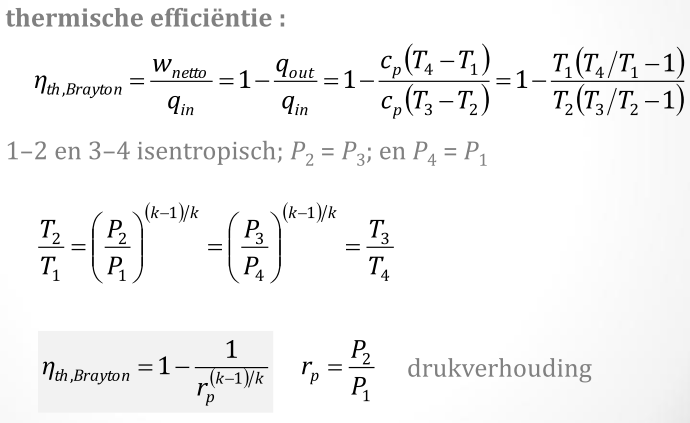 thermische efficiëntie :
η_th,Brayton = w_netto/q_in = 1 − q_out/q_in = 1 − c_p(T_4 − T_1)/c_p(T_3 − T_2) = 1 − T_1(T_4/T_1 − 1)/T_2(T_3/T_2 − 1)
1–2 en 3–4 isentropisch; P_2 = P_3; en P_4 = P_1
T_2/T_1 = (P_2/P_1)^(k−1)/k = (P_3/P_4)^(k−1)/k = T_3/T_4
η_th,Brayton = 1 − 1/r_p^(k−1)/k r_p = P_2/P_1 drukverhouding